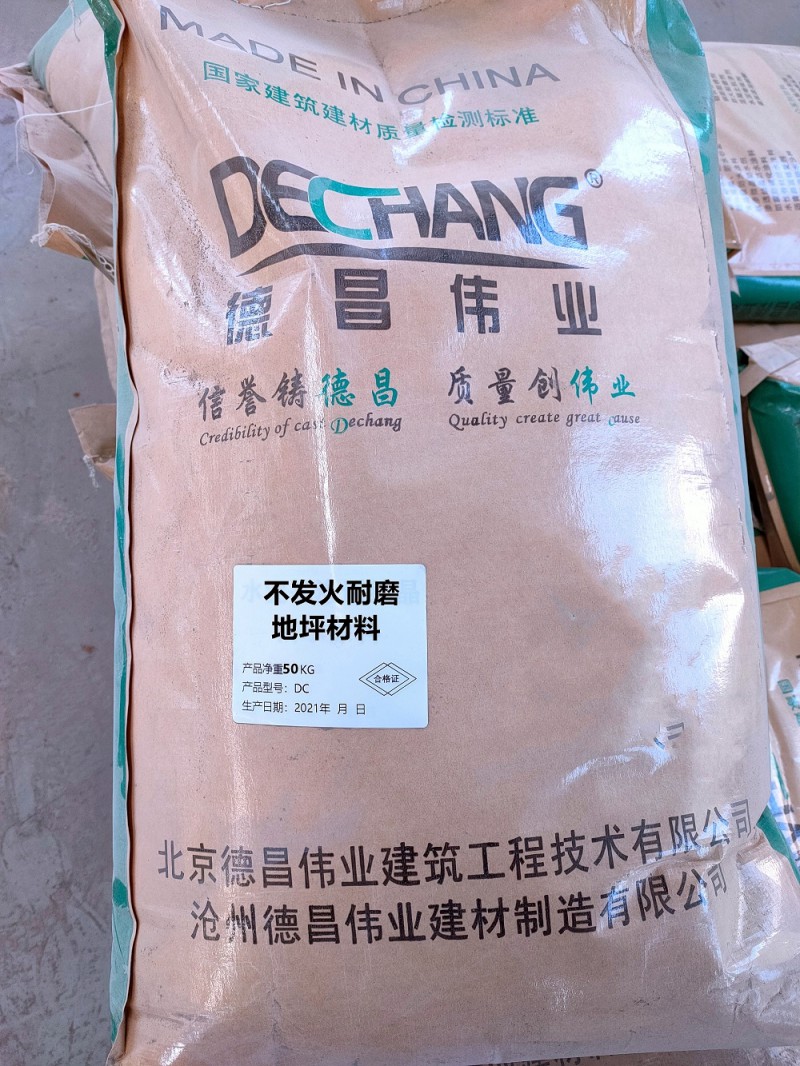 MADE IN CHINA
国家建筑建材质量检测标准
DECHANG®
德昌伟业
信誉铸德昌 质量创伟业
Credibility of cast Dechang Quality create great cause
不发火耐磨
地坪材料
产品净重50KG
产品型号：DC
合格证
生产日期：2021年 月 日
北京德昌伟业建筑工程技术有限公司
沧州德昌伟业建材制造有限公司